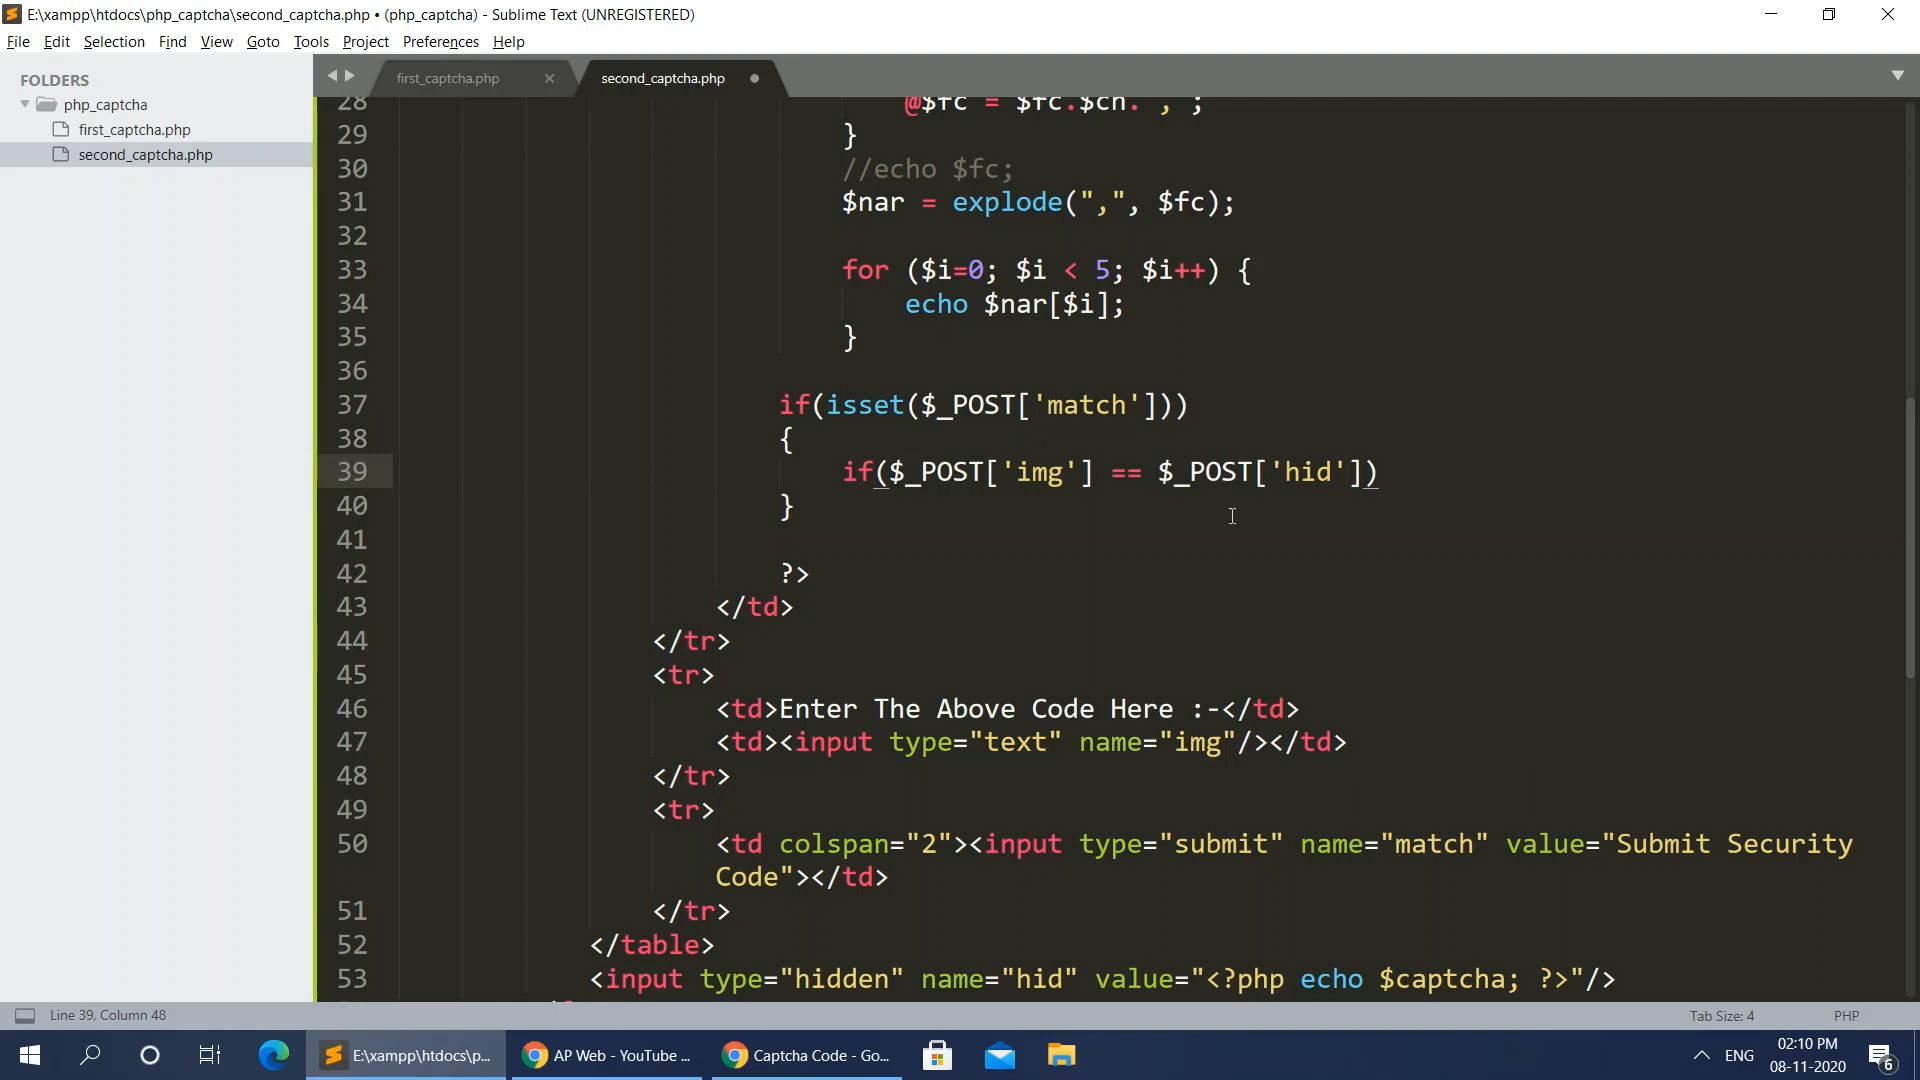 E:\xampp\htdocs\php_captcha\second_captcha.php • (php_captcha) - Sublime Text (UNREGISTERED)
File Edit Selection Find View Goto Tools Project Preferences Help
FOLDERS
php_captcha
first_captcha.php
second_captcha.php
first_captcha.php second_captcha.php
28 @$fc = $fc.$ch. , ;
29 }
30 //echo $fc;
31 $nar = explode(",", $fc);
32
33 for ($i=0; $i < 5; $i++) {
34 echo $nar[$i];
35 }
36
37 if(isset($_POST['match']))
38 {
39 if($_POST['img'] == $_POST['hid'])
40 }
41
42 ?>
43 </td>
44 </tr>
45 <tr>
46 <td>Enter The Above Code Here :-</td>
47 <td><input type="text" name="img"/></td>
48 </tr>
49 <tr>
50 <td colspan="2"><input type="submit" name="match" value="Submit Security
Code"></td>
51 </tr>
52 </table>
53 <input type="hidden" name="hid" value="<?php echo $captcha; ?>"/>
Line 39, Column 48 Tab Size: 4 PHP
E:\xampp\htdocs\p... AP Web - YouTube ... Captcha Code - Go... ENG 02:10 PM
08-11-2020 6